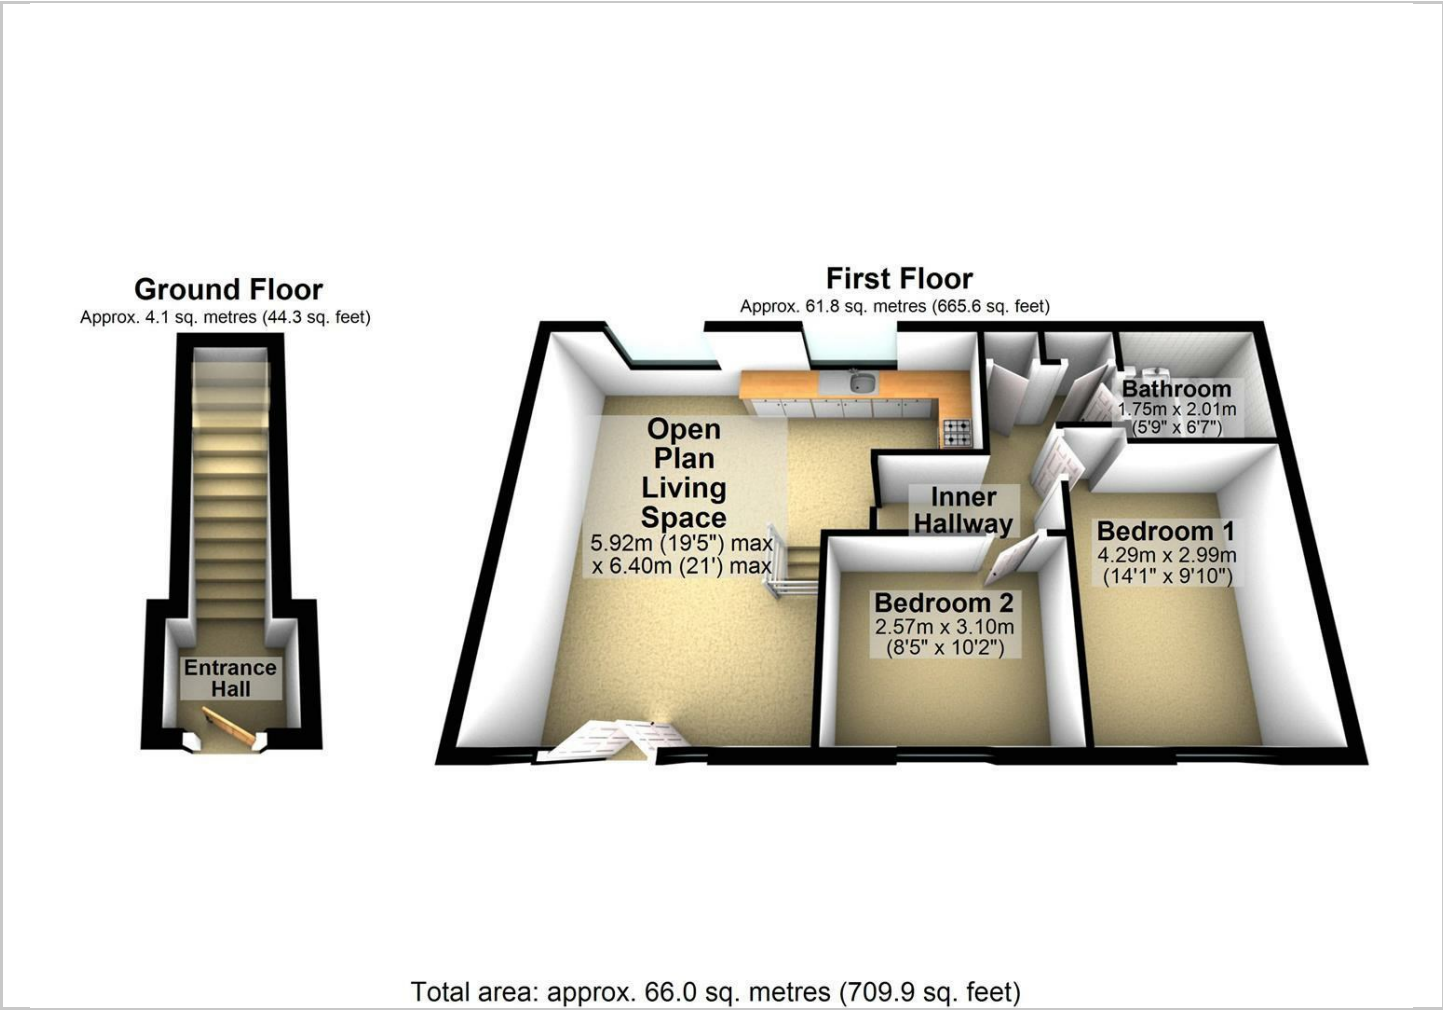 Ground Floor
Approx. 4.1 sq. metres (44.3 sq. feet)
Entrance
Hall
First Floor
Approx. 61.8 sq. metres (665.6 sq. feet)
Open
Plan
Living
Space
5.92m (19'5") max
x 6.40m (21') max
Inner
Hallway
Bathroom
1.75m x 2.01m
(5'9" x 6'7")
Bedroom 1
4.29m x 2.99m
(14'1" x 9'10")
Bedroom 2
2.57m x 3.10m
(8'5" x 10'2")
Total area: approx. 66.0 sq. metres (709.9 sq. feet)